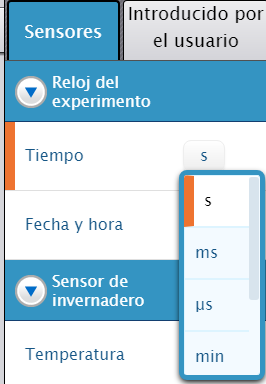 Sensores
Introducido por
el usuario
Reloj del
experimento
Tiempo
s
s
Fecha y hora
ms
Sensor de
invernadero
µs
Temperatura
min